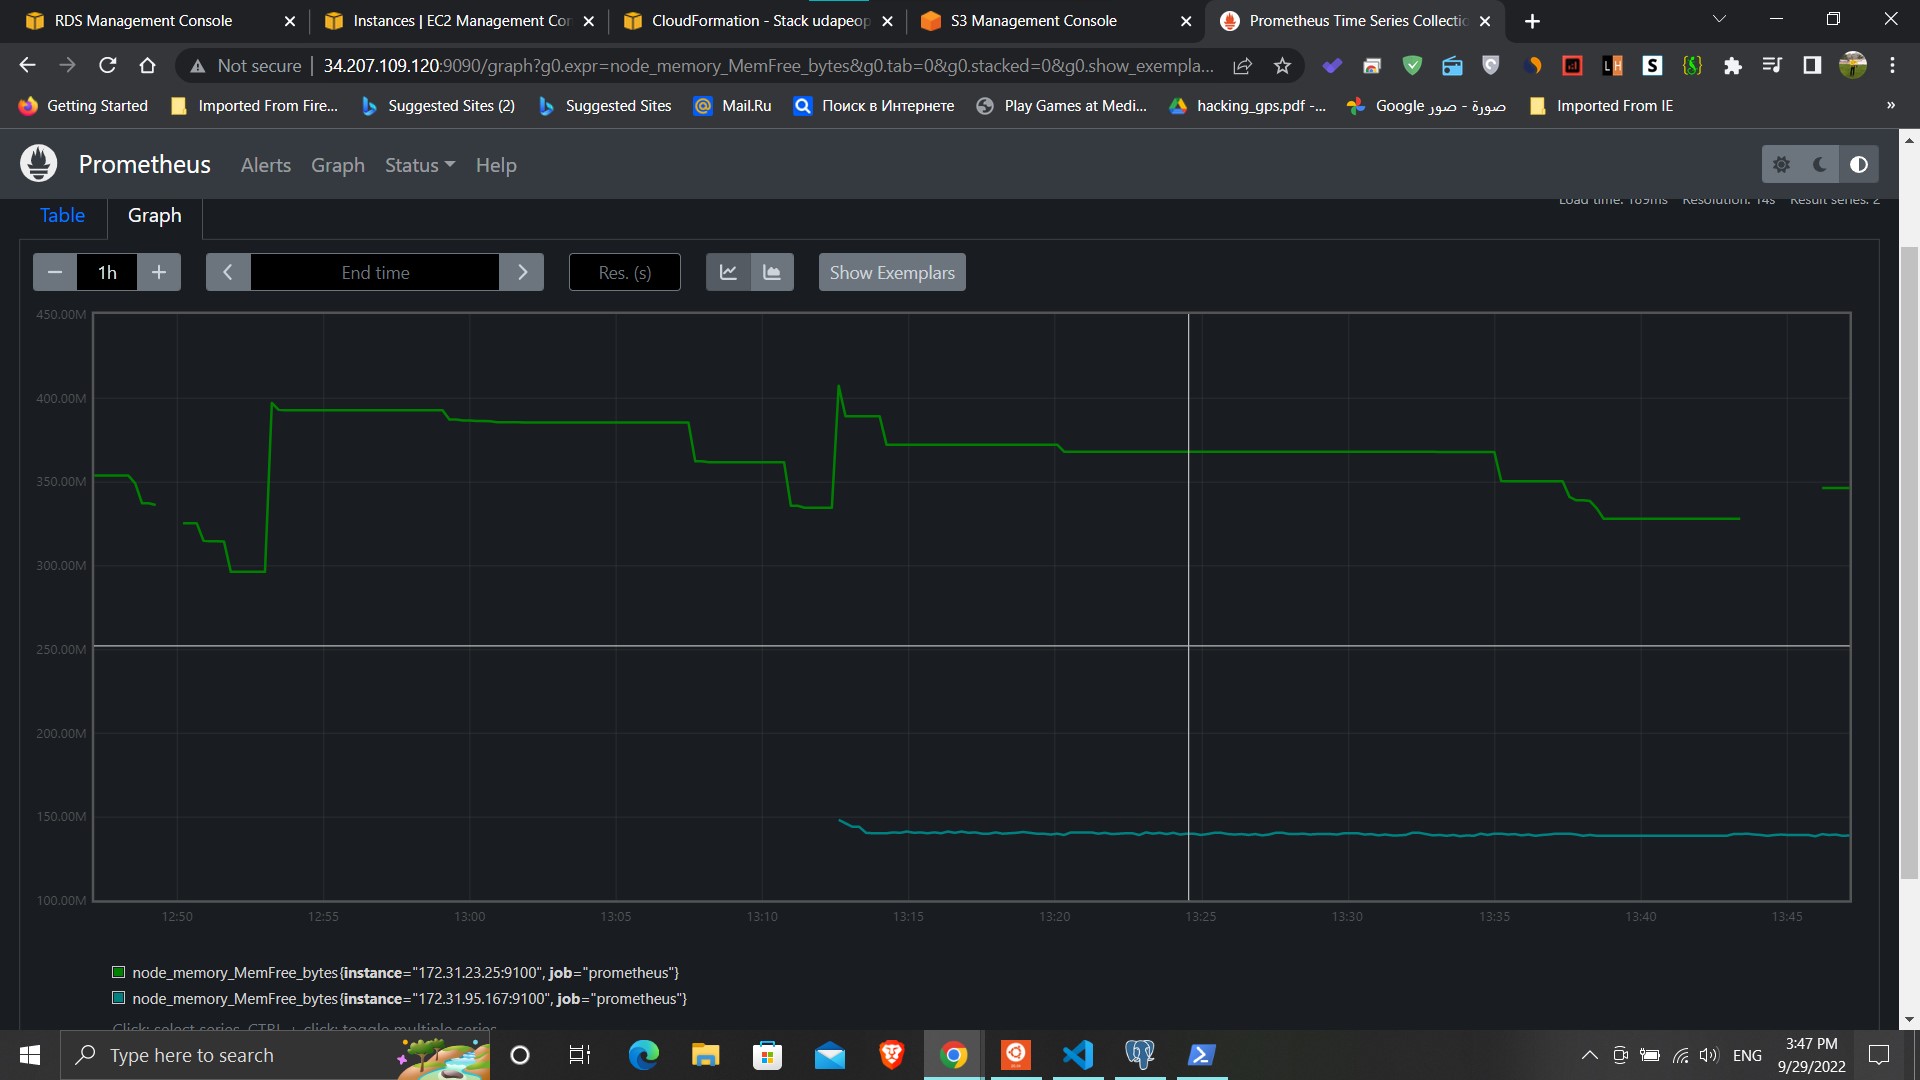 RDS Management Console
Instances | EC2 Management Con
CloudFormation - Stack udapeop
S3 Management Console
Prometheus Time Series Collectio
Not secure | 34.207.109.120:9090/graph?g0.expr=node_memory_MemFree_bytes&g0.tab=0&g0.stacked=0&g0.show_exempla...
Getting Started
Imported From Fire...
Suggested Sites (2)
Suggested Sites
Mail.Ru
Поиск в Интернете
Play Games at Medi...
hacking_gps.pdf -...
Google صورة - صور
Imported From IE
»
Prometheus
Alerts
Graph
Status
Help
Load time: 189ms Resolution: 14s Result series: 2
Table
Graph
1h
End time
Res. (s)
Show Exemplars
450.00M
400.00M
350.00M
300.00M
250.00M
200.00M
150.00M
100.00M
12:50 12:55 13:00 13:05 13:10 13:15 13:20 13:25 13:30 13:35 13:40 13:45
node_memory_MemFree_bytes{instance="172.31.23.25:9100", job="prometheus"}
node_memory_MemFree_bytes{instance="172.31.95.167:9100", job="prometheus"}
Click: select series, CTRL + click: toggle multiple series
Type here to search
ENG
3:47 PM
9/29/2022